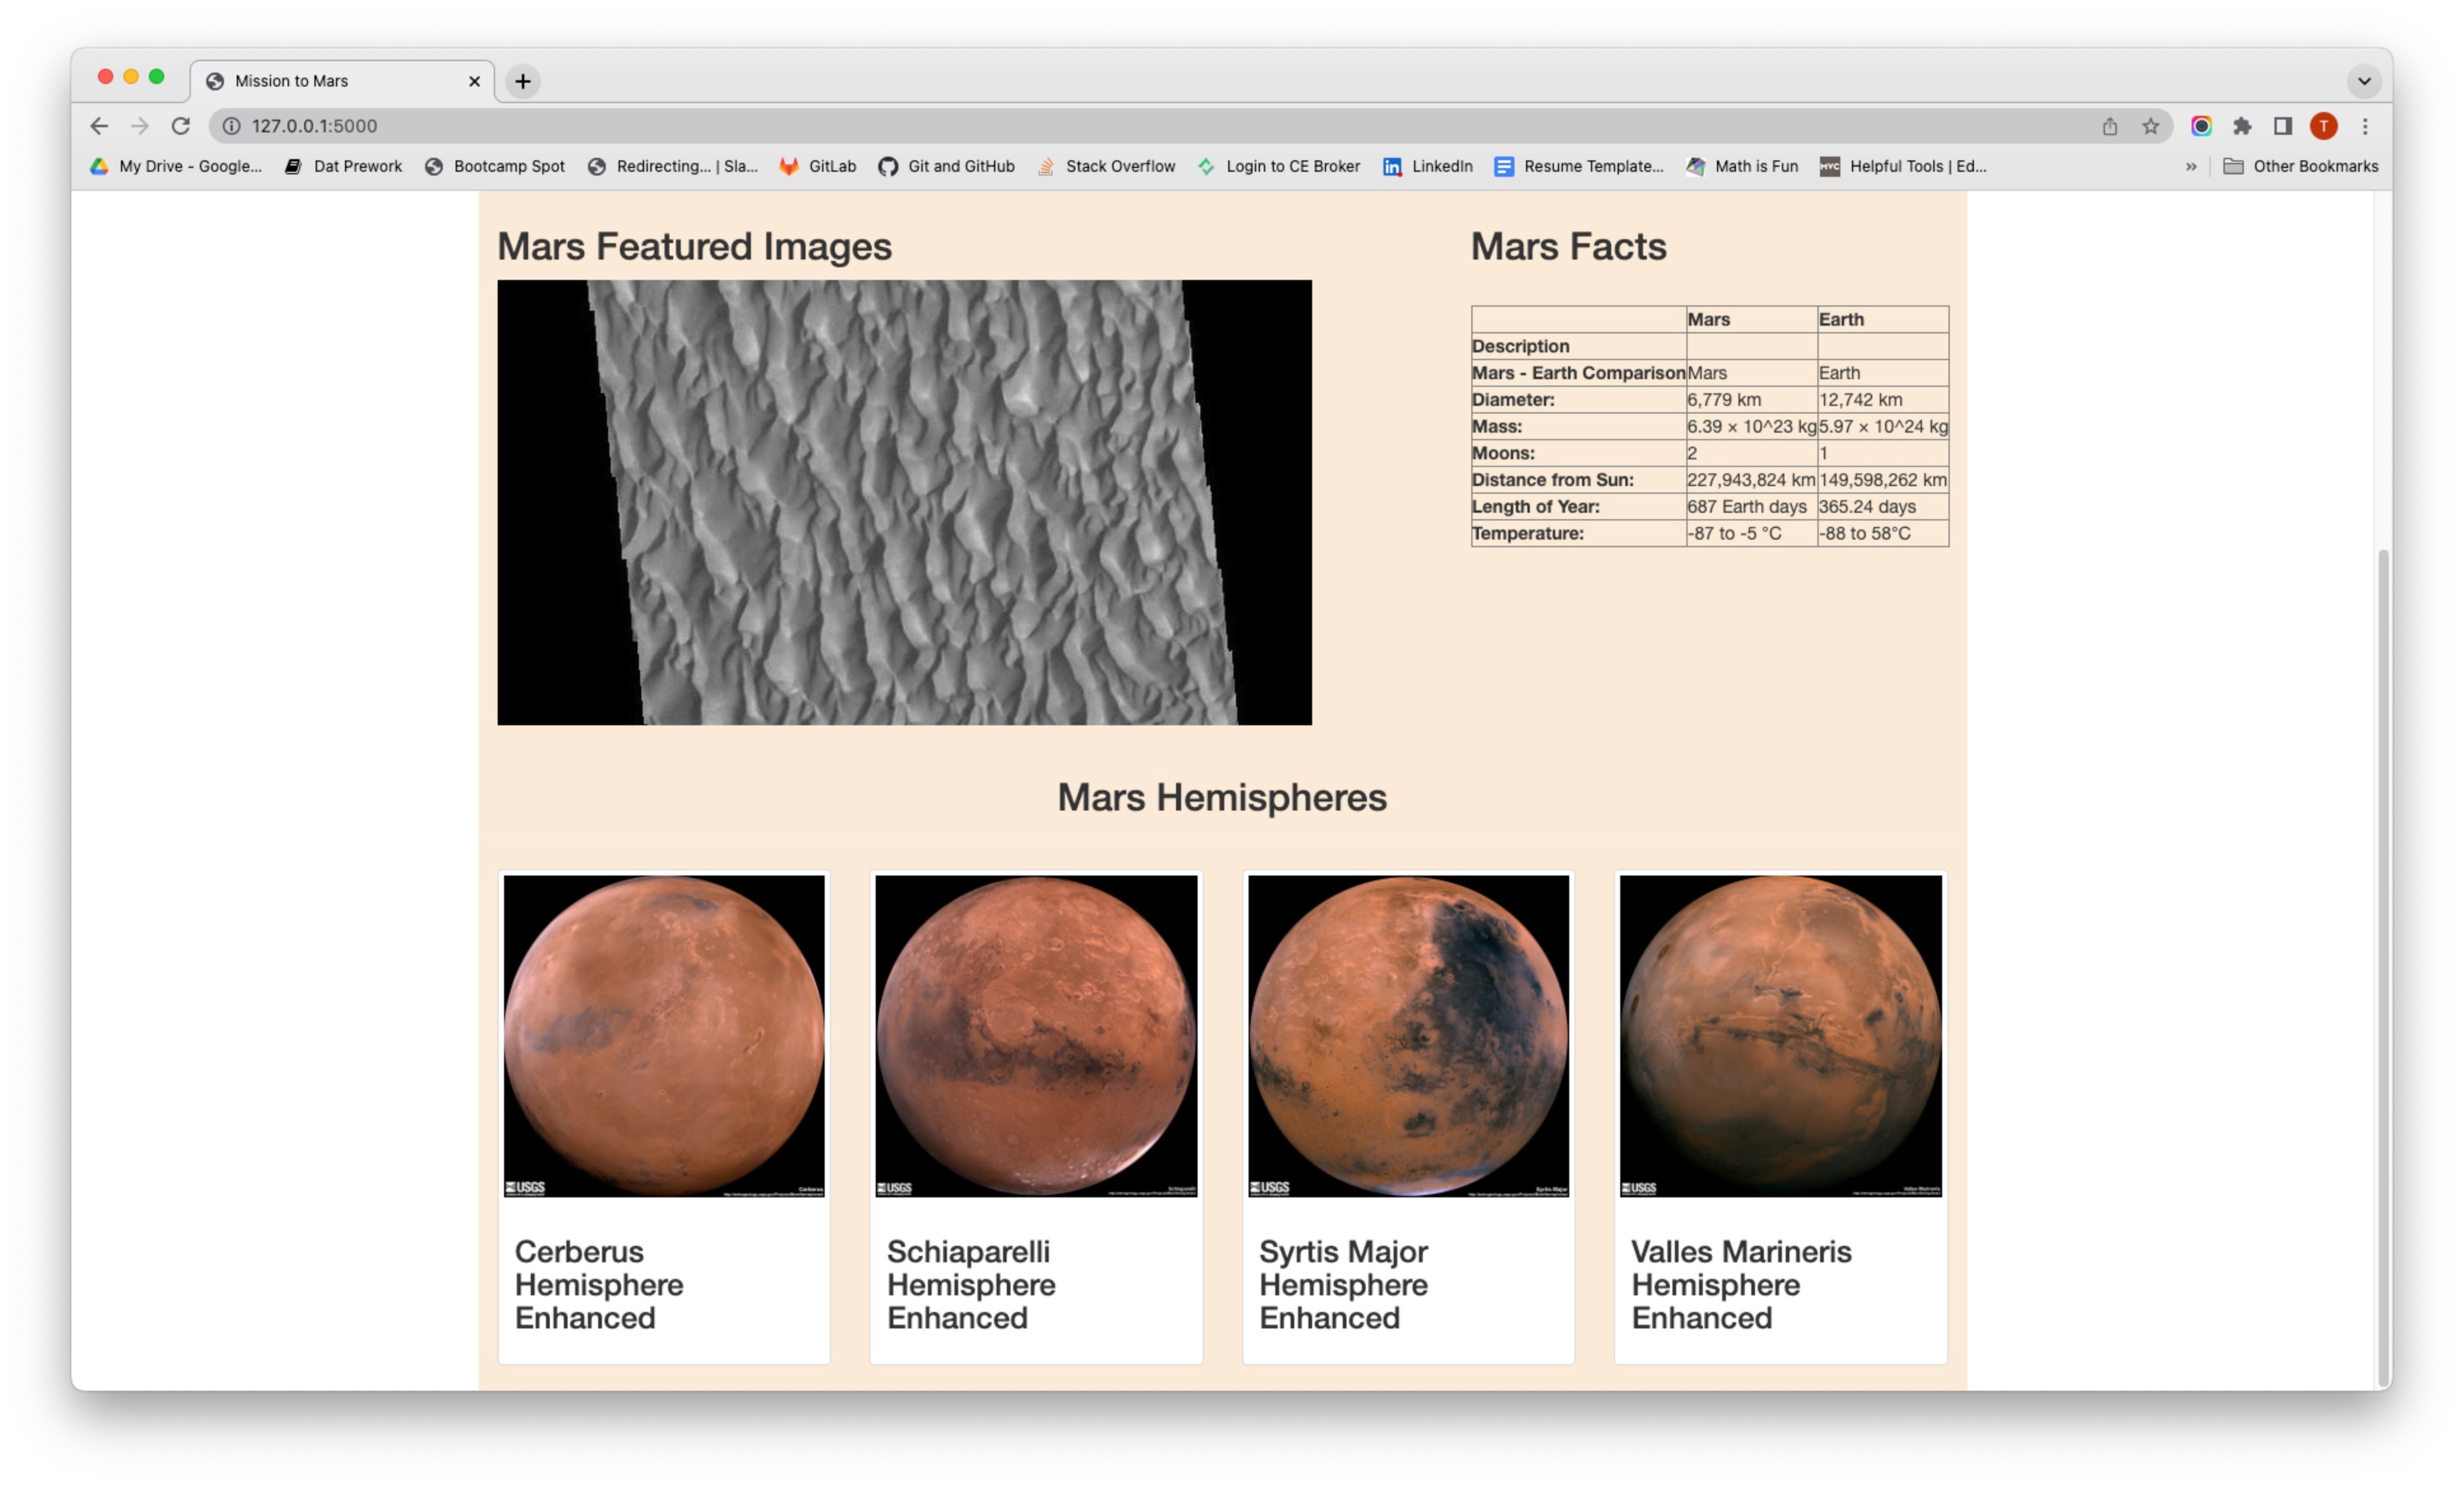 Mission to Mars
127.0.0.1:5000
My Drive - Google... Dat Prework Bootcamp Spot Redirecting... | Sla... GitLab Git and GitHub Stack Overflow Login to CE Broker LinkedIn Resume Template... Math is Fun Helpful Tools | Ed... » Other Bookmarks
T
Mars Featured Images
Mars Facts
Mars Earth
Description
Mars - Earth Comparison Mars Earth
Diameter: 6,779 km 12,742 km
Mass: 6.39 × 10^23 kg 5.97 × 10^24 kg
Moons: 2 1
Distance from Sun: 227,943,824 km 149,598,262 km
Length of Year: 687 Earth days 365.24 days
Temperature: -87 to -5 °C -88 to 58°C
Mars Hemispheres
USGS Cerberus
USGS Schiaparelli
USGS Syrtis Major
USGS Valles Marineris
Cerberus
Hemisphere
Enhanced
Schiaparelli
Hemisphere
Enhanced
Syrtis Major
Hemisphere
Enhanced
Valles Marineris
Hemisphere
Enhanced